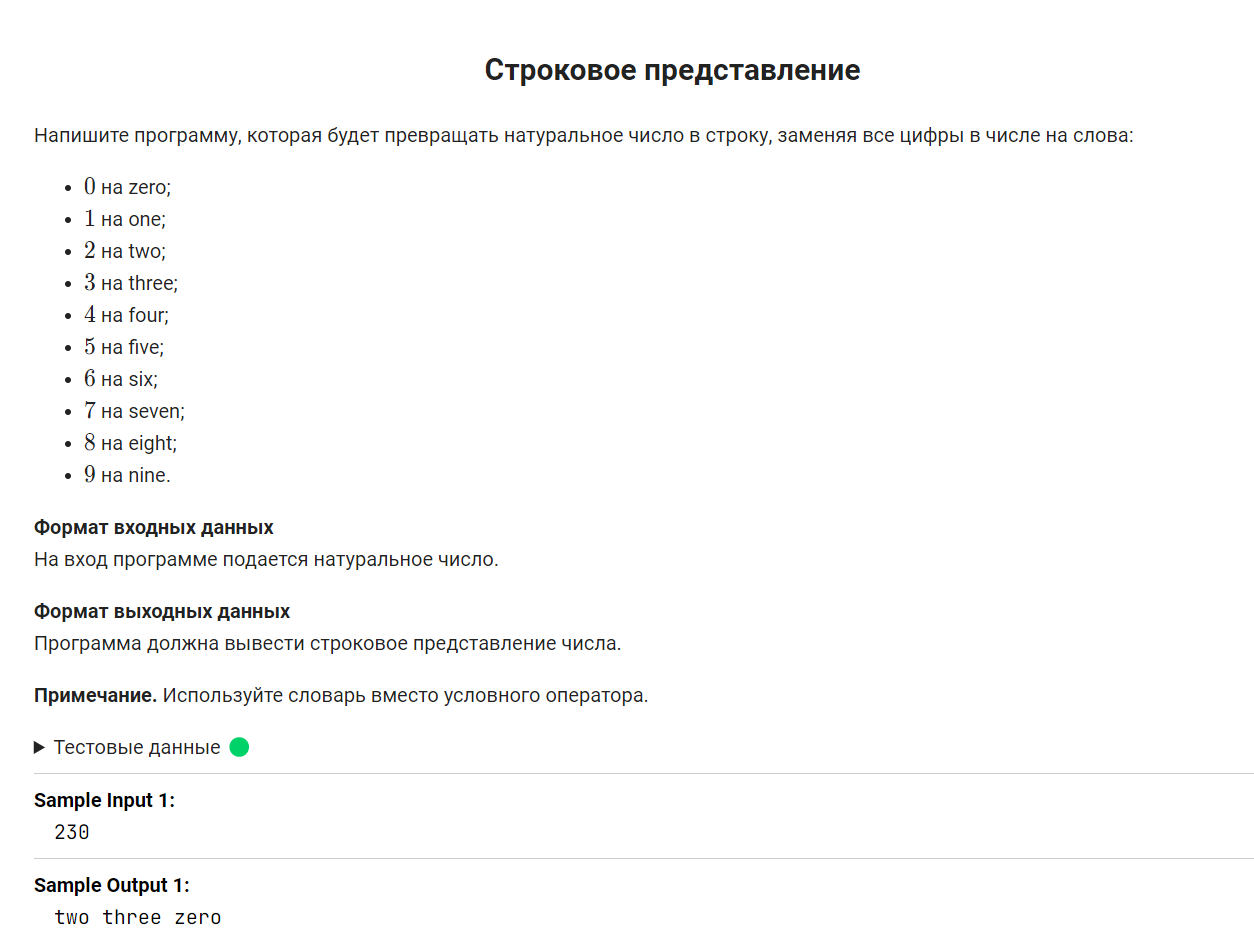 Строковое представление
Напишите программу, которая будет превращать натуральное число в строку, заменяя все цифры в числе на слова:
• 0 на zero;
• 1 на one;
• 2 на two;
• 3 на three;
• 4 на four;
• 5 на five;
• 6 на six;
• 7 на seven;
• 8 на eight;
• 9 на nine.
Формат входных данных
На вход программе подается натуральное число.
Формат выходных данных
Программа должна вывести строковое представление числа.
Примечание. Используйте словарь вместо условного оператора.
Тестовые данные
Sample Input 1:
230
Sample Output 1:
two three zero